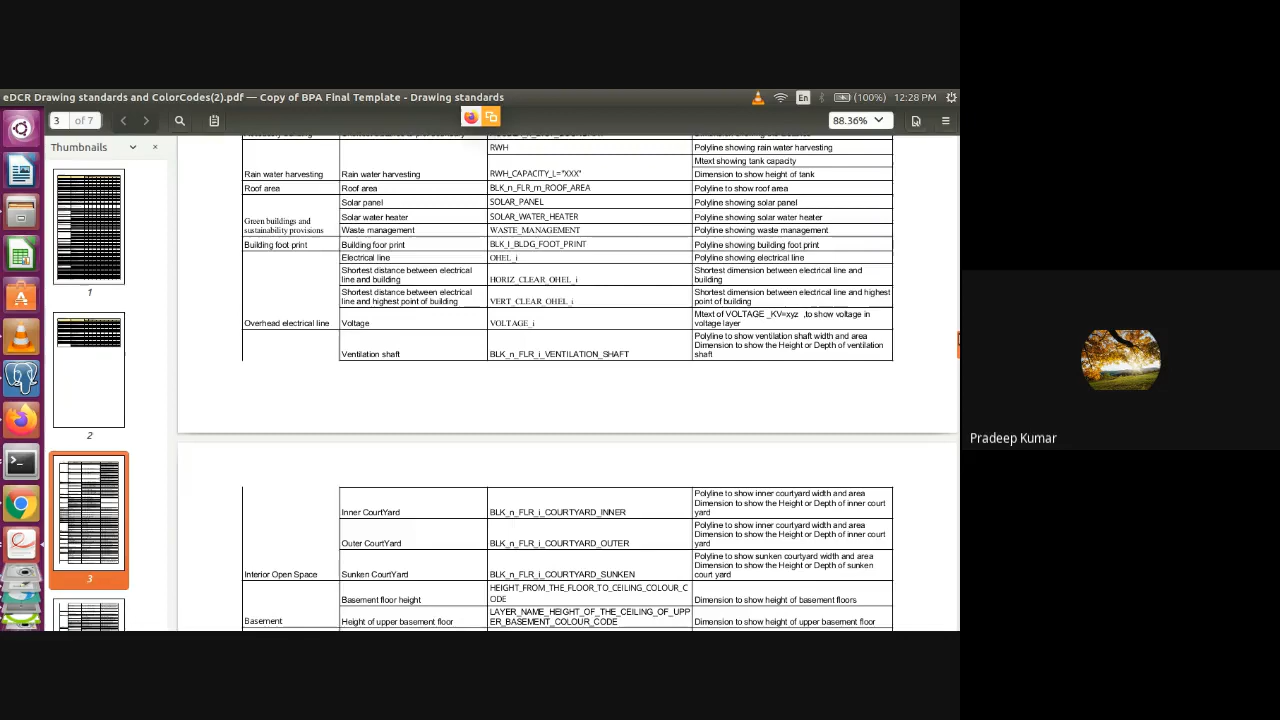 eDCR Drawing standards and ColorCodes(2).pdf — Copy of BPA Final Template - Drawing standards
En
(100%)
12:28 PM
3
of 7
88.36%
Thumbnails
1
2
3
RWH
Polyline showing rain water harvesting
Mtext showing tank capacity
Rain water harvesting
Rain water harvesting
RWH_CAPACITY_L="XXX"
Dimension to show height of tank
Roof area
Roof area
BLK_n_FLR_m_ROOF_AREA
Polyline to show roof area
Solar panel
SOLAR_PANEL
Polyline showing solar panel
Green buildings and
sustainability provisions
Solar water heater
SOLAR_WATER_HEATER
Polyline showing solar water heater
Waste management
WASTE_MANAGEMENT
Polyline showing waste management
Building foot print
Building foor print
BLK_I_BLDG_FOOT_PRINT
Polyline showing building foot print
Electrical line
OHEL_i
Polyline showing electrical line
Shortest distance between electrical
line and building
HORIZ_CLEAR_OHEL_i
Shortest dimension between electrical line and
building
Shortest distance between electrical
line and highest point of building
VERT_CLEAR_OHEL_i
Shortest dimension between electrical line and highest
point of building
Overhead electrical line
Voltage
VOLTAGE_i
Mtext of VOLTAGE _KV=xyz ,to show voltage in
voltage layer
Ventilation shaft
BLK_n_FLR_i_VENTILATION_SHAFT
Polyline to show ventilation shaft width and area
Dimension to show the Height or Depth of ventilation
shaft
Inner CourtYard
BLK_n_FLR_i_COURTYARD_INNER
Polyline to show inner courtyard width and area
Dimension to show the Height or Depth of inner court
yard
Outer CourtYard
BLK_n_FLR_i_COURTYARD_OUTER
Polyline to show inner courtyard width and area
Dimension to show the Height or Depth of inner court
yard
Interior Open Space
Sunken CourtYard
BLK_n_FLR_i_COURTYARD_SUNKEN
Polyline to show sunken courtyard width and area
Dimension to show the Height or Depth of sunken
court yard
Basement floor height
HEIGHT_FROM_THE_FLOOR_TO_CEILING_COLOUR_C
ODE
Dimension to show height of basement floors
Basement
Height of upper basement floor
LAYER_NAME_HEIGHT_OF_THE_CEILING_OF_UPP
ER_BASEMENT_COLOUR_CODE
Dimension to show height of upper basement floor
Pradeep Kumar